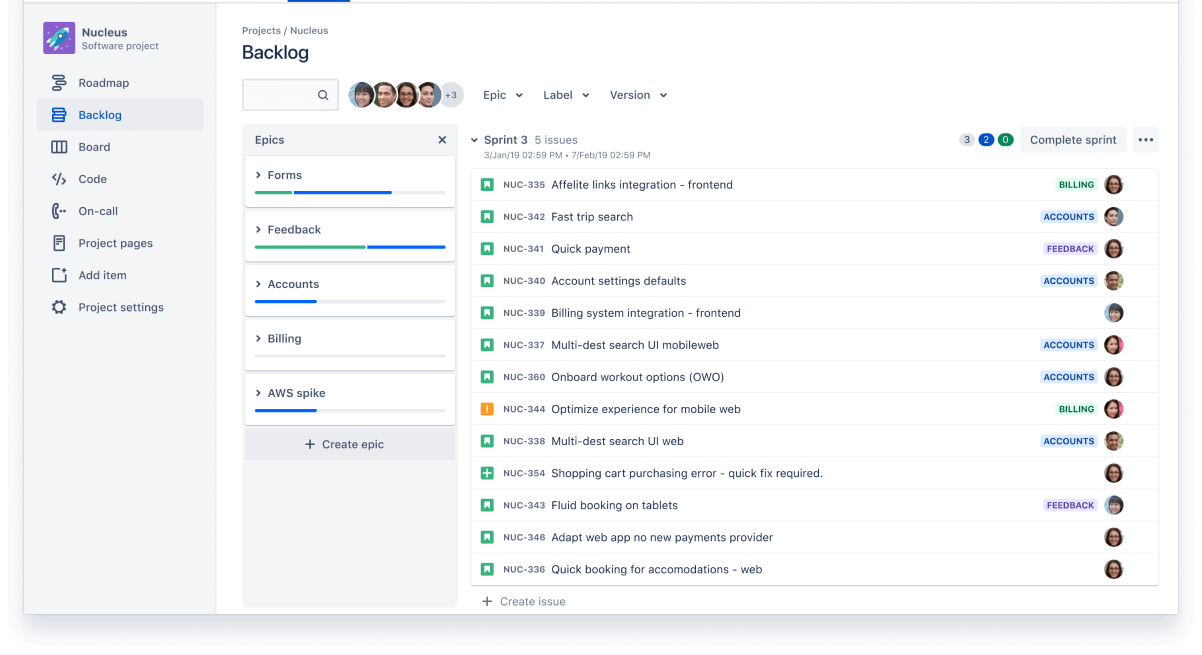 Nucleus
Software project
Roadmap
Backlog
Board
Code
On-call
Project pages
Add item
Project settings
Projects / Nucleus
Backlog
+3
Epic
Label
Version
Epics
Forms
Feedback
Accounts
Billing
AWS spike
+ Create epic
Sprint 3 5 issues
3 2 0 Complete sprint
3/Jan/19 02:59 PM • 7/Feb/19 02:59 PM
NUC-335 Affelite links integration - frontend BILLING
NUC-342 Fast trip search ACCOUNTS
NUC-341 Quick payment FEEDBACK
NUC-340 Account settings defaults ACCOUNTS
NUC-339 Billing system integration - frontend
NUC-337 Multi-dest search UI mobileweb ACCOUNTS
NUC-360 Onboard workout options (OWO) ACCOUNTS
NUC-344 Optimize experience for mobile web BILLING
NUC-338 Multi-dest search UI web ACCOUNTS
NUC-354 Shopping cart purchasing error - quick fix required.
NUC-343 Fluid booking on tablets FEEDBACK
NUC-346 Adapt web app no new payments provider
NUC-336 Quick booking for accomodations - web
+ Create issue